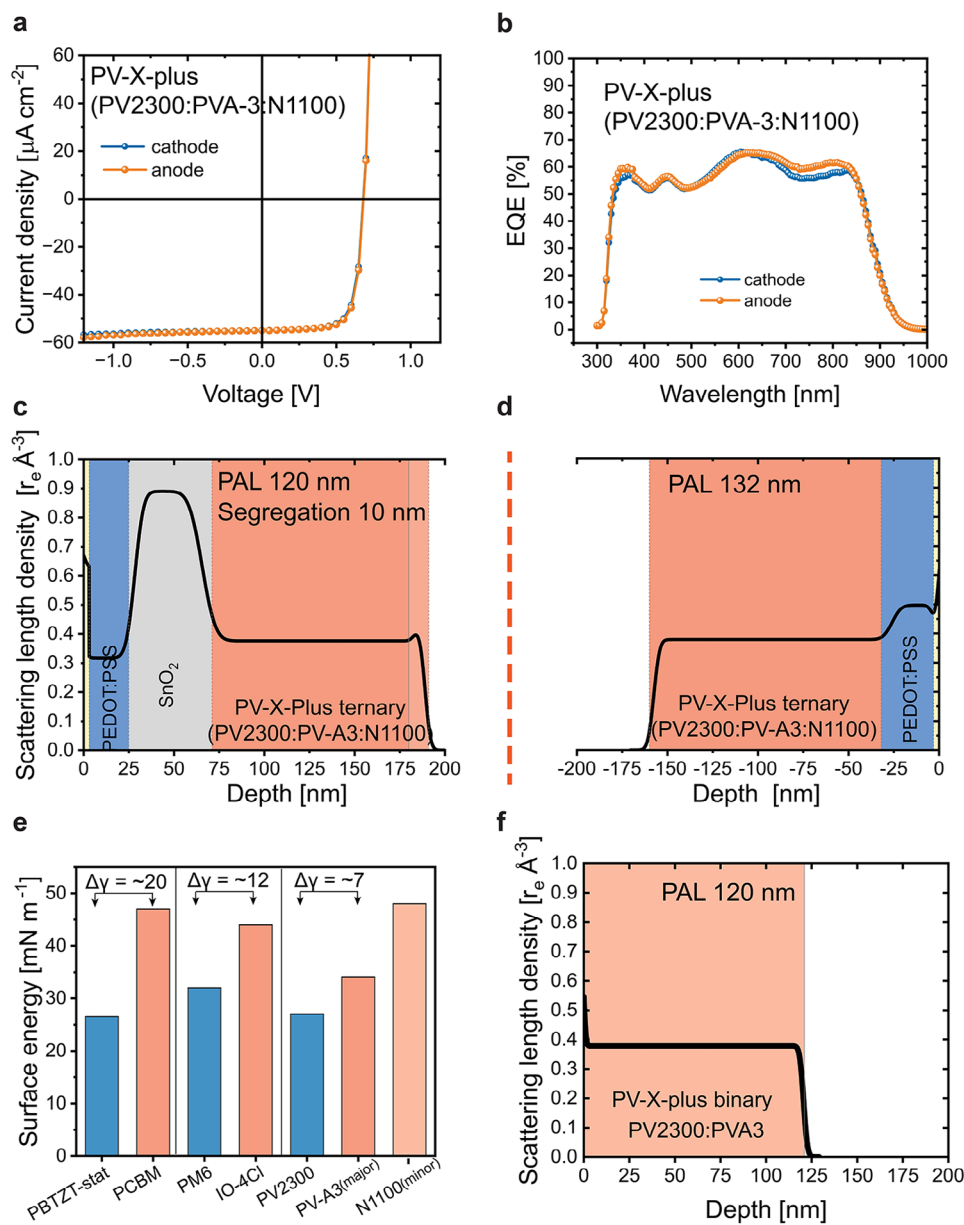 a
60
40
20
0
−20
−40
−60
Current density [µA cm⁻²]
PV-X-plus
(PV2300:PVA-3:N1100)
cathode
anode
−1.0
−0.5
0.0
0.5
1.0
Voltage [V]
b
100
90
80
70
60
50
40
30
20
10
0
EQE [%]
PV-X-plus
(PV2300:PVA-3:N1100)
cathode
anode
300
400
500
600
700
800
900
1000
Wavelength [nm]
c
1.0
0.9
0.8
0.7
0.6
0.5
0.4
0.3
0.2
0.1
0.0
Scattering length density [rₑ Å⁻³]
PAL 120 nm
Segregation 10 nm
PEDOT:PSS
SnO₂
PV-X-Plus ternary
(PV2300:PV-A3:N1100)
0
25
50
75
100
125
150
175
200
Depth [nm]
d
PAL 132 nm
PV-X-Plus ternary
(PV2300:PV-A3:N1100)
PEDOT:PSS
-200
-175
-150
-125
-100
-75
-50
-25
0
Depth [nm]
e
50
40
30
20
10
0
Surface energy [mN m⁻¹]
Δγ = ~20
Δγ = ~12
Δγ = ~7
PBTZT-stat
PCBM
PM6
IO-4Cl
PV2300
PV-A3(major)
N1100(minor)
f
1.0
0.9
0.8
0.7
0.6
0.5
0.4
0.3
0.2
0.1
0.0
Scattering length density [rₑ Å⁻³]
PAL 120 nm
PV-X-plus binary
PV2300:PVA3
0
25
50
75
100
125
150
175
200
Depth [nm]